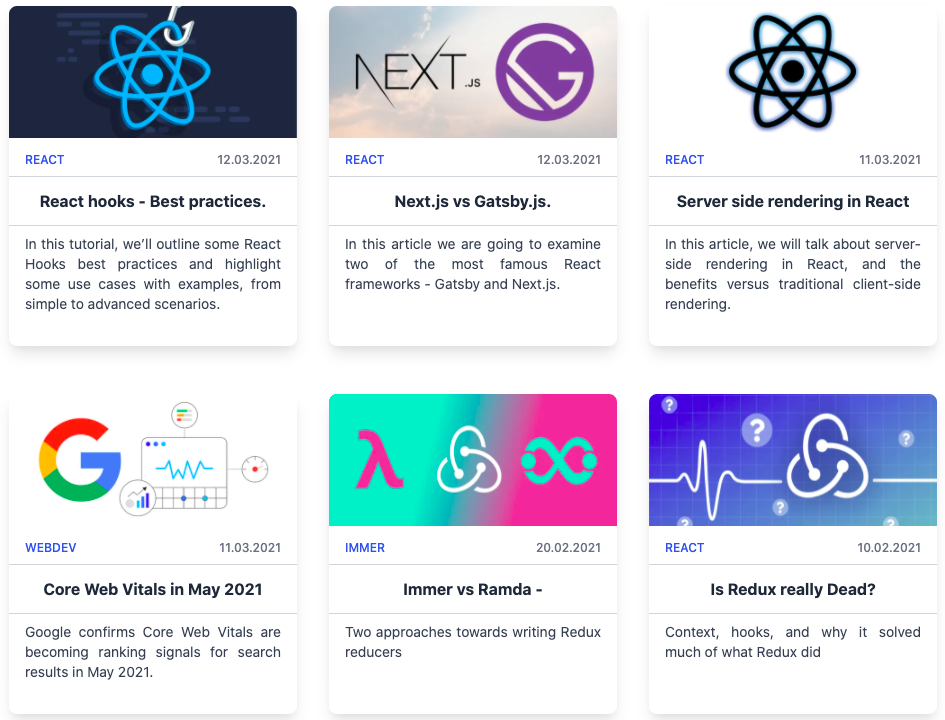 NEXT.JS
REACT 12.03.2021
React hooks - Best practices.
In this tutorial, we’ll outline some React
Hooks best practices and highlight
some use cases with examples, from
simple to advanced scenarios.
REACT 12.03.2021
Next.js vs Gatsby.js.
In this article we are going to examine
two of the most famous React
frameworks - Gatsby and Next.js.
REACT 11.03.2021
Server side rendering in React
In this article, we will talk about server-
side rendering in React, and the
benefits versus traditional client-side
rendering.
G
WEBDEV 11.03.2021
Core Web Vitals in May 2021
Google confirms Core Web Vitals are
becoming ranking signals for search
results in May 2021.
λ
IMMER 20.02.2021
Immer vs Ramda -
Two approaches towards writing Redux
reducers
? ? ? ? ? ?
REACT 10.02.2021
Is Redux really Dead?
Context, hooks, and why it solved
much of what Redux did